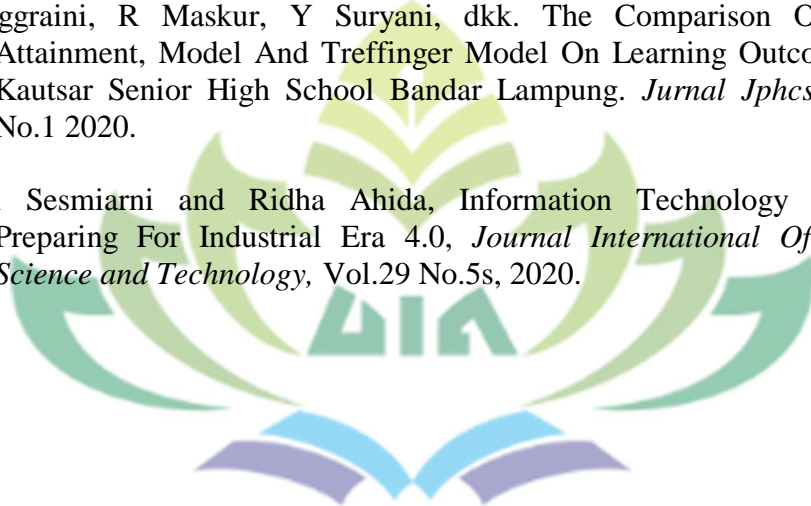 ggraini, R Maskur, Y Suryani, dkk. The Comparison O
Attainment, Model And Treffinger Model On Learning Outco
Kautsar Senior High School Bandar Lampung. Jurnal Jphcs
No.1 2020.
Sesmiarni and Ridha Ahida, Information Technology
Preparing For Industrial Era 4.0, Journal International Of
Science and Technology, Vol.29 No.5s, 2020.
UIN